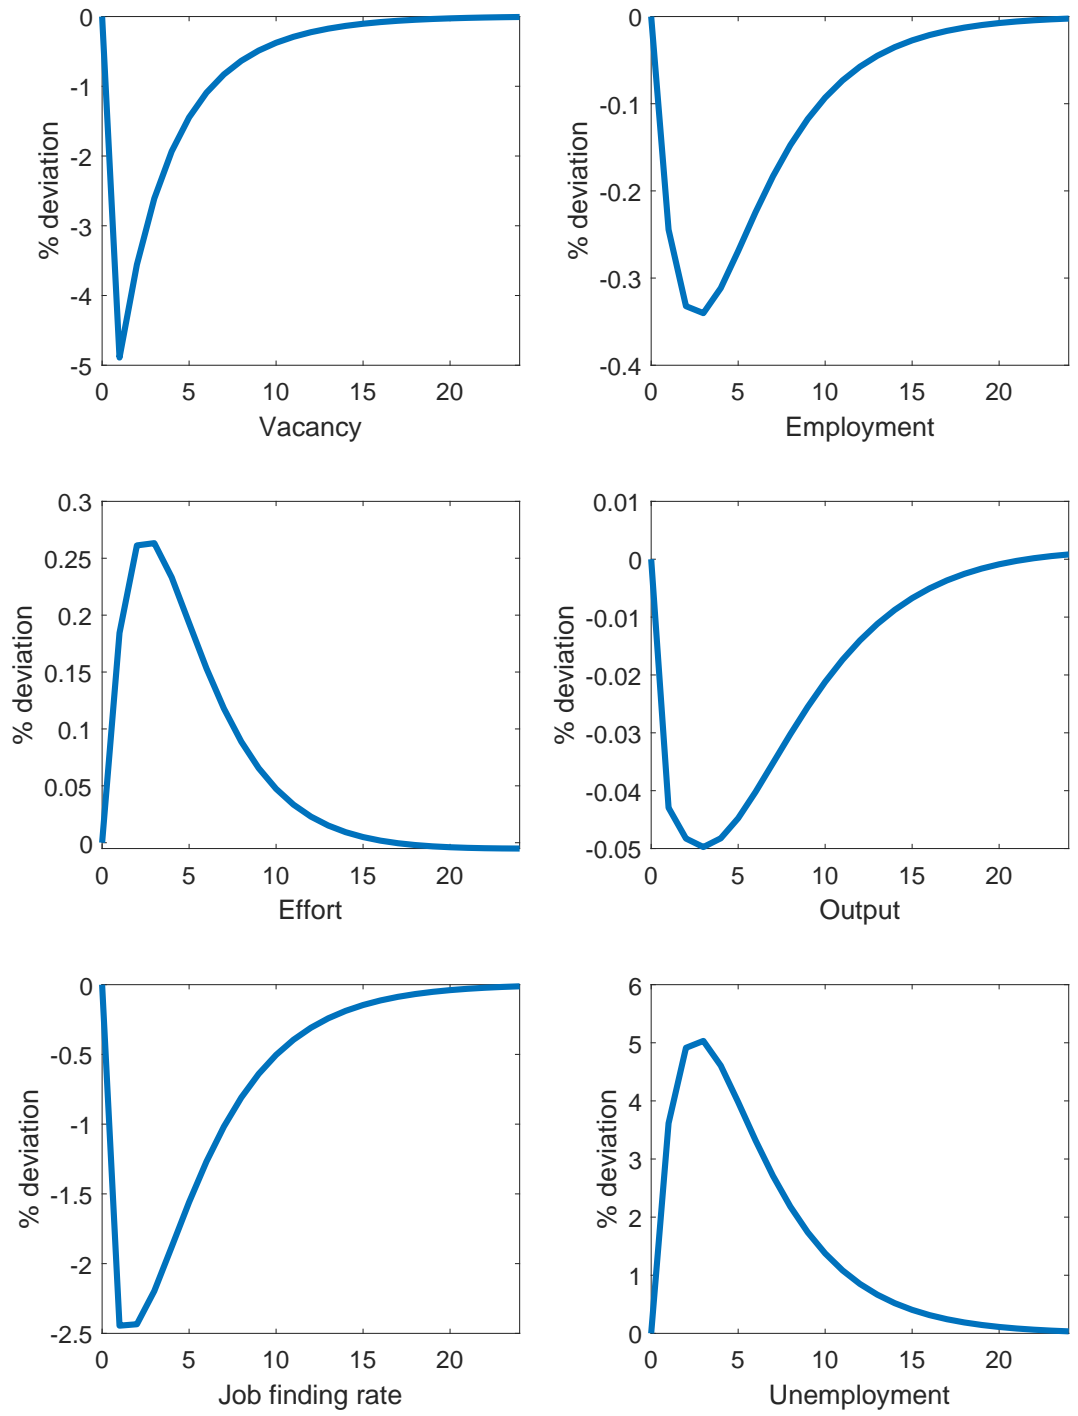 0
-1
-2
-3
-4
-5
% deviation
0 5 10 15 20
Vacancy
0
-0.1
-0.2
-0.3
-0.4
% deviation
0 5 10 15 20
Employment
0.3
0.25
0.2
0.15
0.1
0.05
0
% deviation
0 5 10 15 20
Effort
0.01
0
-0.01
-0.02
-0.03
-0.04
-0.05
% deviation
0 5 10 15 20
Output
0
-0.5
-1
-1.5
-2
-2.5
% deviation
0 5 10 15 20
Job finding rate
6
5
4
3
2
1
0
% deviation
0 5 10 15 20
Unemployment